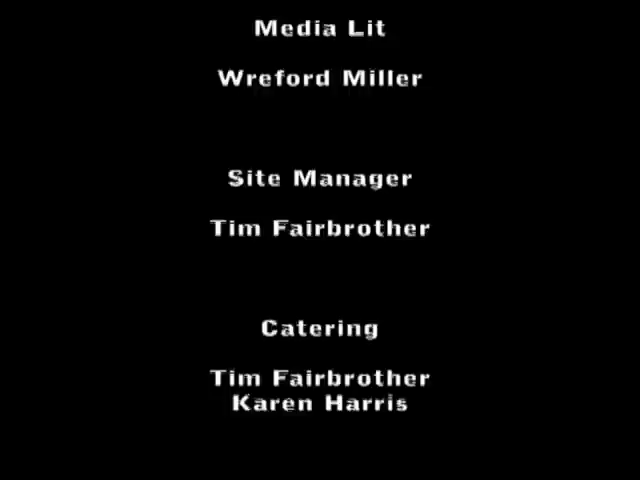 Media Lit
Wreford Miller
Site Manager
Tim Fairbrother
Catering
Tim Fairbrother
Karen Harris